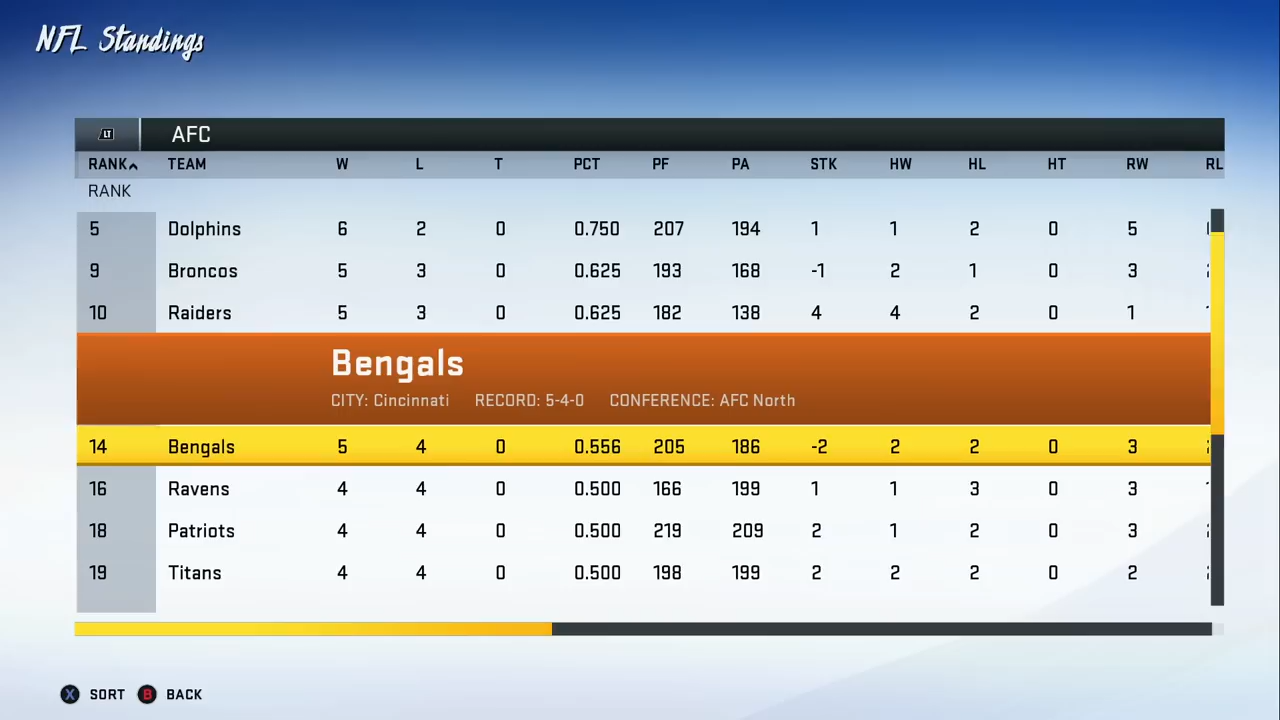 NFL Standings
LT AFC
RANK TEAM W L T PCT PF PA STK HW HL HT RW RL
RANK
5 Dolphins 6 2 0 0.750 207 194 1 1 2 0 5
9 Broncos 5 3 0 0.625 193 168 -1 2 1 0 3
10 Raiders 5 3 0 0.625 182 138 4 4 2 0 1
Bengals
CITY: Cincinnati RECORD: 5-4-0 CONFERENCE: AFC North
14 Bengals 5 4 0 0.556 205 186 -2 2 2 0 3
16 Ravens 4 4 0 0.500 166 199 1 1 3 0 3
18 Patriots 4 4 0 0.500 219 209 2 1 2 0 3
19 Titans 4 4 0 0.500 198 199 2 2 2 0 2
X SORT B BACK